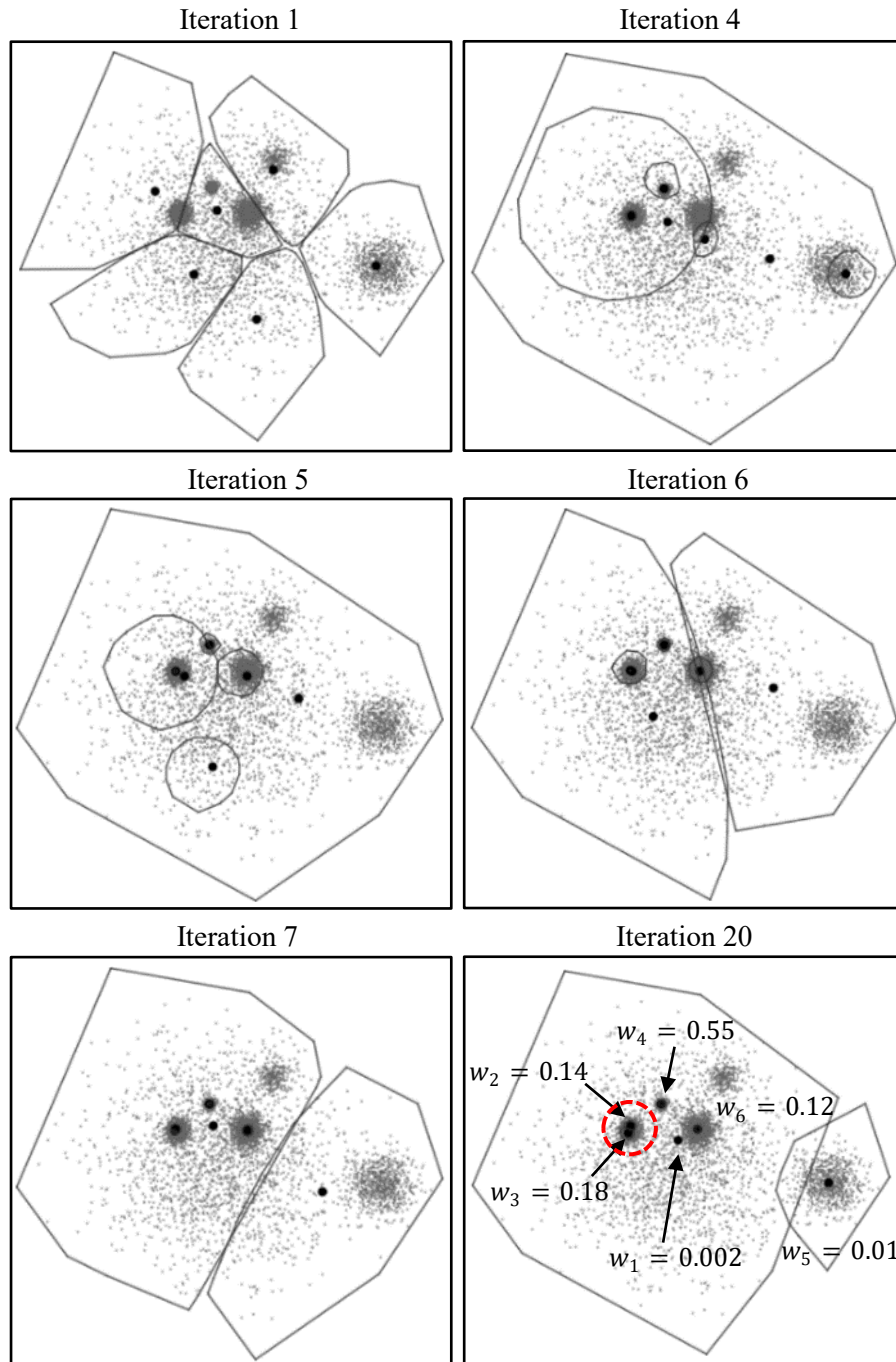 Iteration 1
Iteration 4
Iteration 5
Iteration 6
Iteration 7
Iteration 20
w₄ = 0.55
w₂ = 0.14
w₆ = 0.12
w₃ = 0.18
w₁ = 0.002
w₅ = 0.01